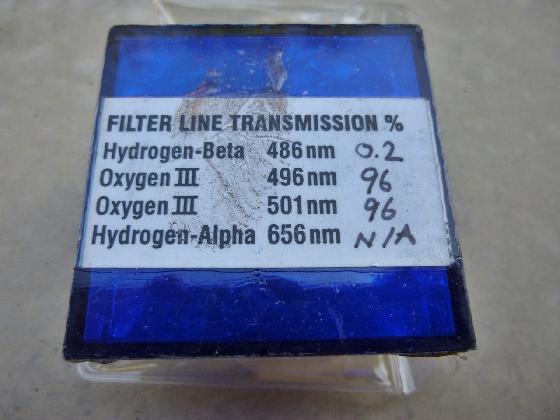 FILTER LINE TRANSMISSION %
Hydrogen-Beta 486nm 0.2
Oxygen III 496nm 96
Oxygen III 501nm 96
Hydrogen-Alpha 656nm N/A